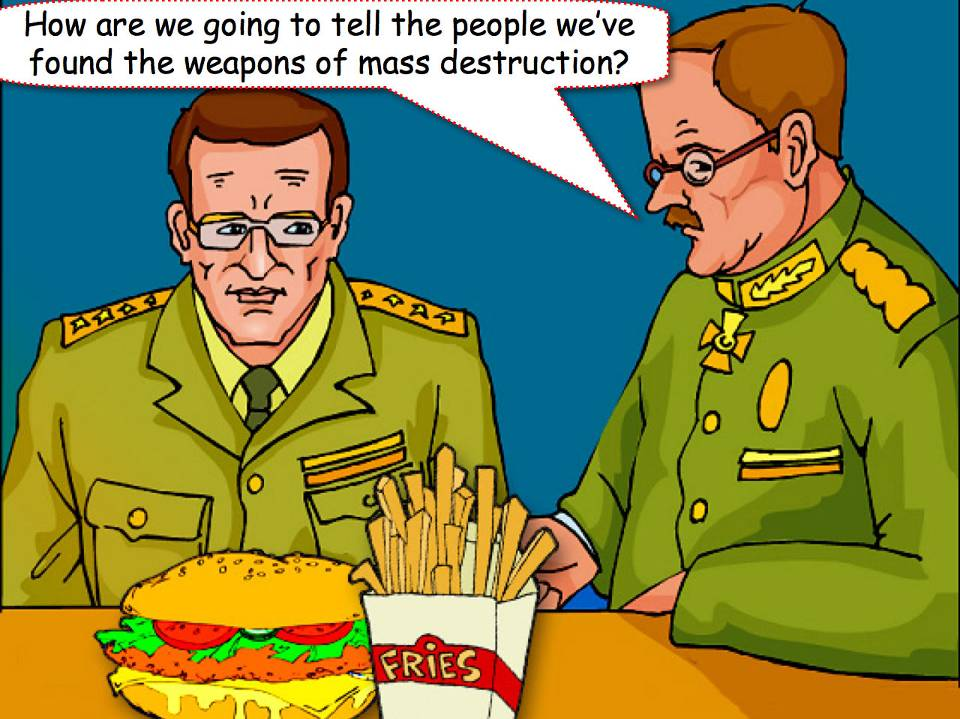 How are we going to tell the people we’ve
found the weapons of mass destruction?
FRiES